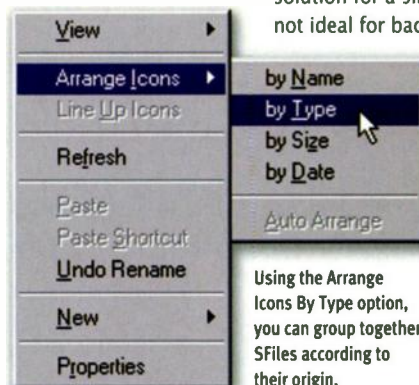 solution for a
not ideal for bac
View
Arrange Icons
Line Up Icons
Refresh
Paste
Paste Shortcut
Undo Rename
New
Properties
by Name
by Type
by Size
by Date
Auto Arrange
Using the Arrange
Icons By Type option,
you can group together
SFiles according to
their origin.